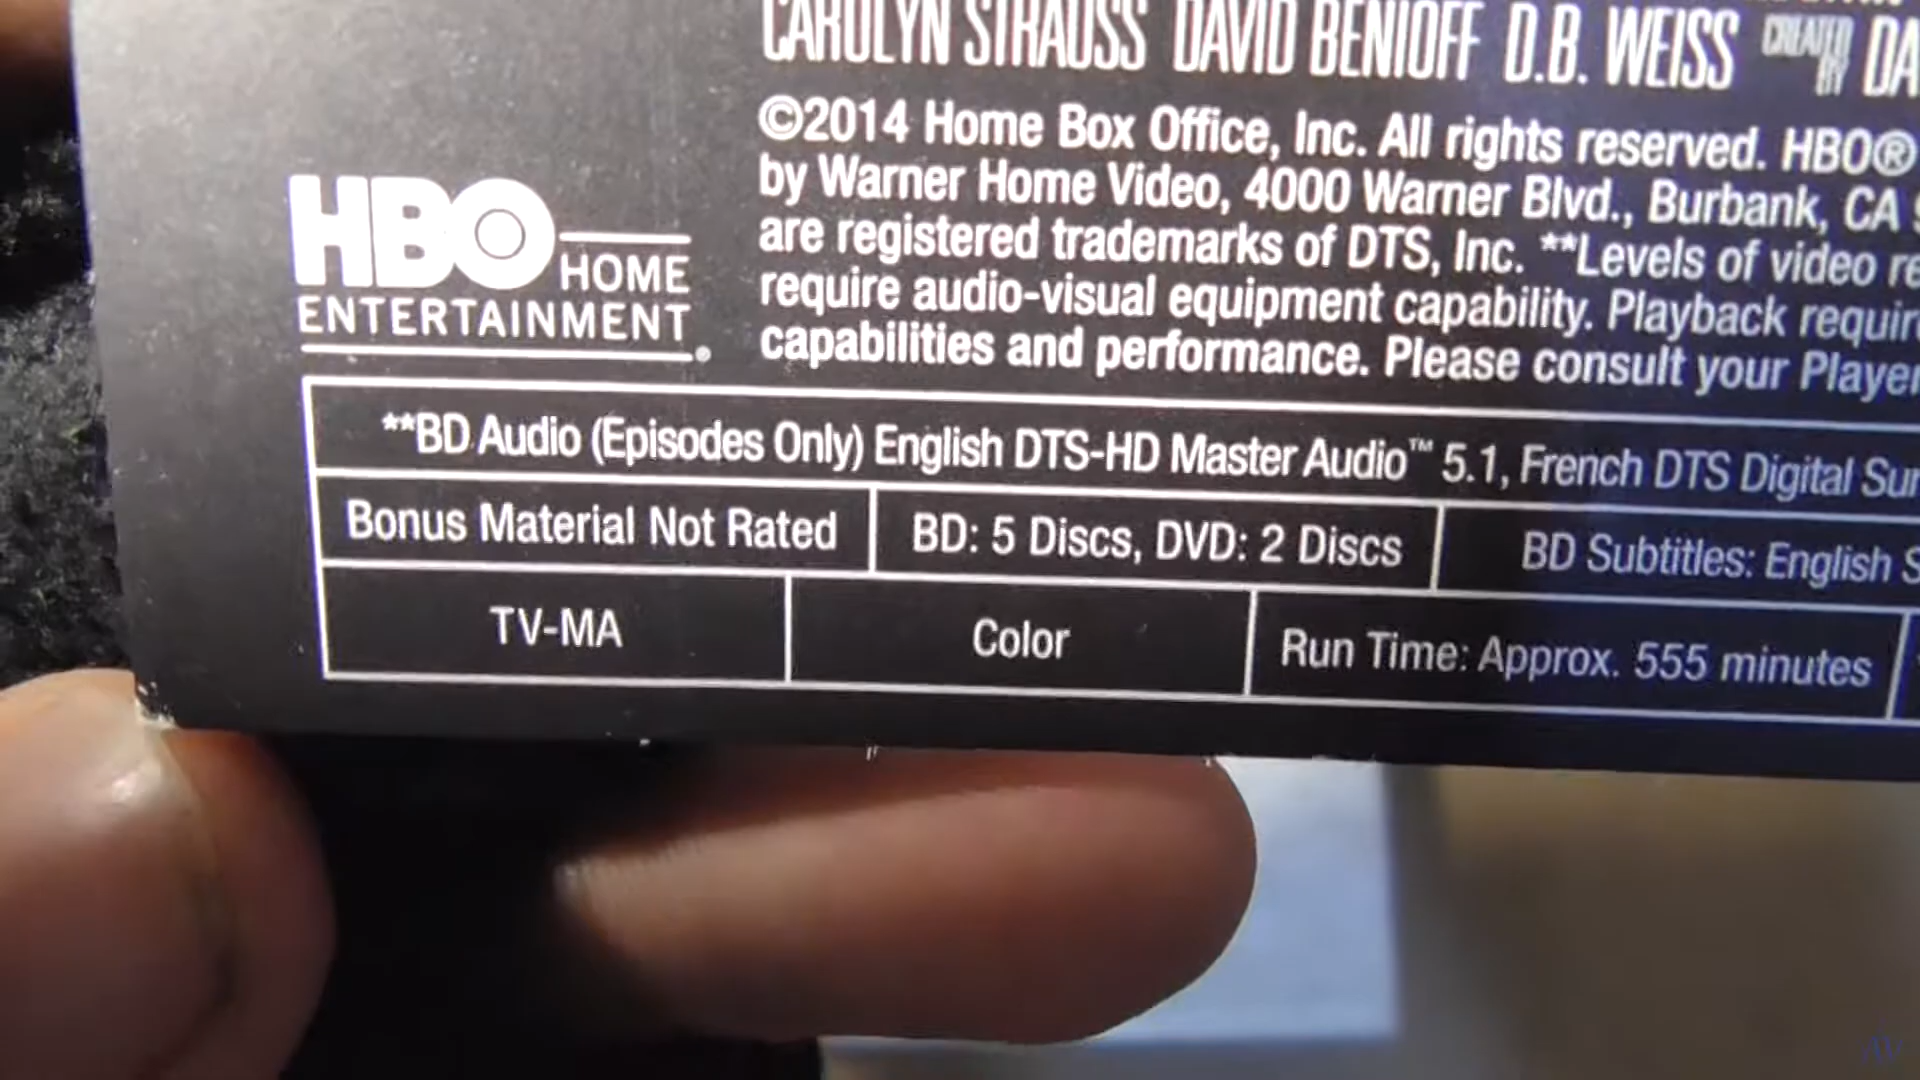 CAROLYN STRAUSS DAVID BENIOFF D.B. WEISS CREATED BY DA
©2014 Home Box Office, Inc. All rights reserved. HBO®
by Warner Home Video, 4000 Warner Blvd., Burbank, CA
are registered trademarks of DTS, Inc. **Levels of video re
require audio-visual equipment capability. Playback requir
capabilities and performance. Please consult your Player
HBO HOME
ENTERTAINMENT®
**BD Audio (Episodes Only) English DTS-HD Master Audio™ 5.1, French DTS Digital Sur
Bonus Material Not Rated BD: 5 Discs, DVD: 2 Discs BD Subtitles: English S
TV-MA Color Run Time: Approx. 555 minutes